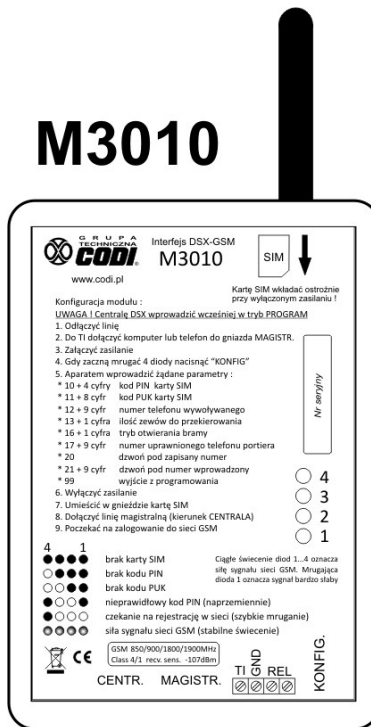 M3010
GRUPA
TECHNICZNA
CODI
www.codi.pl
Interfejs DSX-GSM
M3010
SIM
Kartę SIM wkładać ostrożnie
przy wyłączonym zasilaniu !
Konfiguracja modułu :
UWAGA ! Centralę DSX wprowadzić wcześniej w tryb PROGRAM
1. Odłączyć linię
2. Do TI dołączyć komputer lub telefon do gniazda MAGISTR.
3. Załączyć zasilanie
4. Gdy zaczną mrugać 4 diody nacisnąć "KONFIG"
5. Aparatem wprowadzić żądane parametry :
* 10 + 4 cyfry kod PIN karty SIM
* 11 + 8 cyfr kod PUK karty SIM
* 12 + 9 cyfr numer telefonu wywoływanego
* 13 + 1 cyfra ilość zewów do przekierowania
* 16 + 1 cyfra tryb otwierania bramy
* 17 + 9 cyfr numer uprawnionego telefonu portiera
* 20 dzwoń pod zapisany numer
* 21 + 9 cyfr dzwoń pod numer wprowadzony
* 99 wyjście z programowania
6. Wyłączyć zasilanie
7. Umieścić w gnieździe kartę SIM
8. Dołączyć linię magistralną (kierunek CENTRALA)
9. Poczekać na zalogowanie do sieci GSM
Nr seryjny
4
3
2
1
4 1
brak karty SIM
brak kodu PIN
brak kodu PUK
nieprawidłowy kod PIN (naprzemiennie)
czekanie na rejestrację w sieci (szybkie mruganie)
siła sygnału sieci GSM (stabilne świecenie)
Ciągłe świecenie diod 1...4 oznacza
siłę sygnału sieci GSM. Mrugająca
dioda 1 oznacza sygnał bardzo słaby
CE
GSM 850/900/1800/1900MHz
Class 4/1 recv. sens. -107dBm
CENTR. MAGISTR.
TI GND REL
KONFIG.